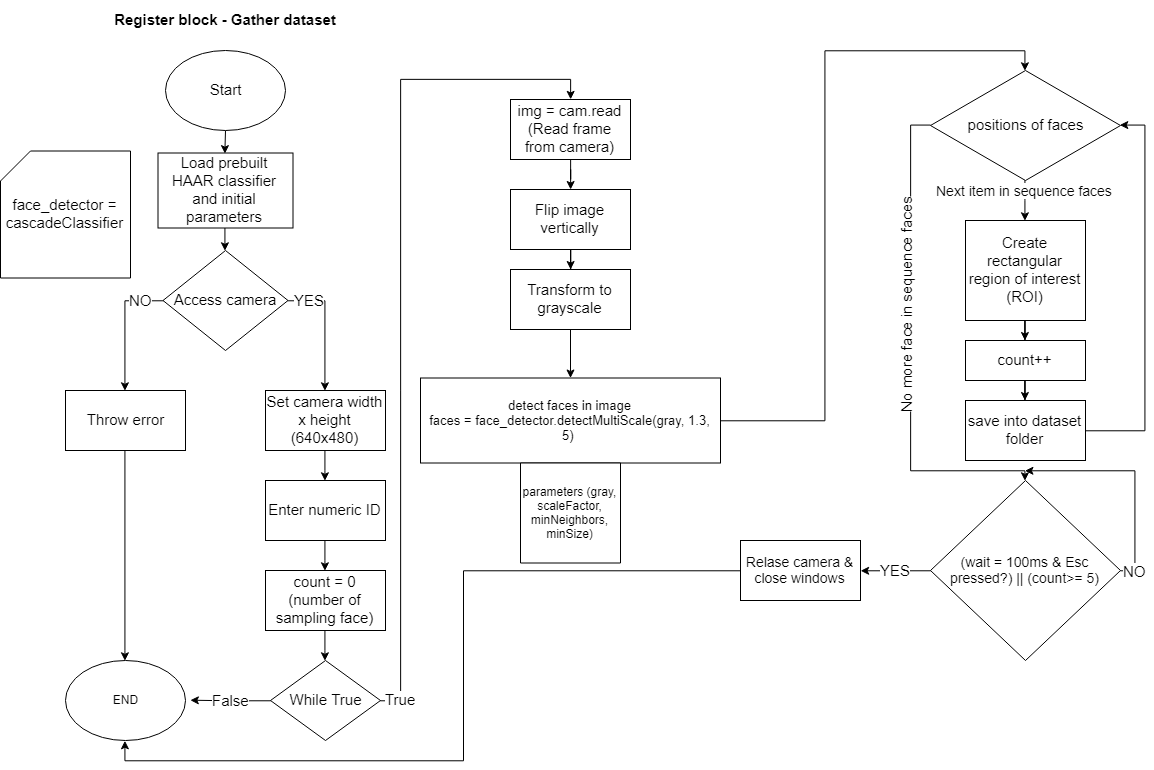 Register block - Gather dataset
Start
Load prebuilt
HAAR classifier
and initial
parameters
face_detector =
cascadeClassifier
Access camera
NO
YES
Throw error
Set camera width
x height
(640x480)
Enter numeric ID
count = 0
(number of
sampling face)
While True
False
True
END
img = cam.read
(Read frame
from camera)
Flip image
vertically
Transform to
grayscale
detect faces in image
faces = face_detector.detectMultiScale(gray, 1.3,
5)
parameters (gray,
scaleFactor,
minNeighbors,
minSize)
positions of faces
Next item in sequence faces
No more face in sequence faces
Create
rectangular
region of interest
(ROI)
count++
save into dataset
folder
(wait = 100ms & Esc
pressed?) || (count>= 5)
NO
YES
Relase camera &
close windows